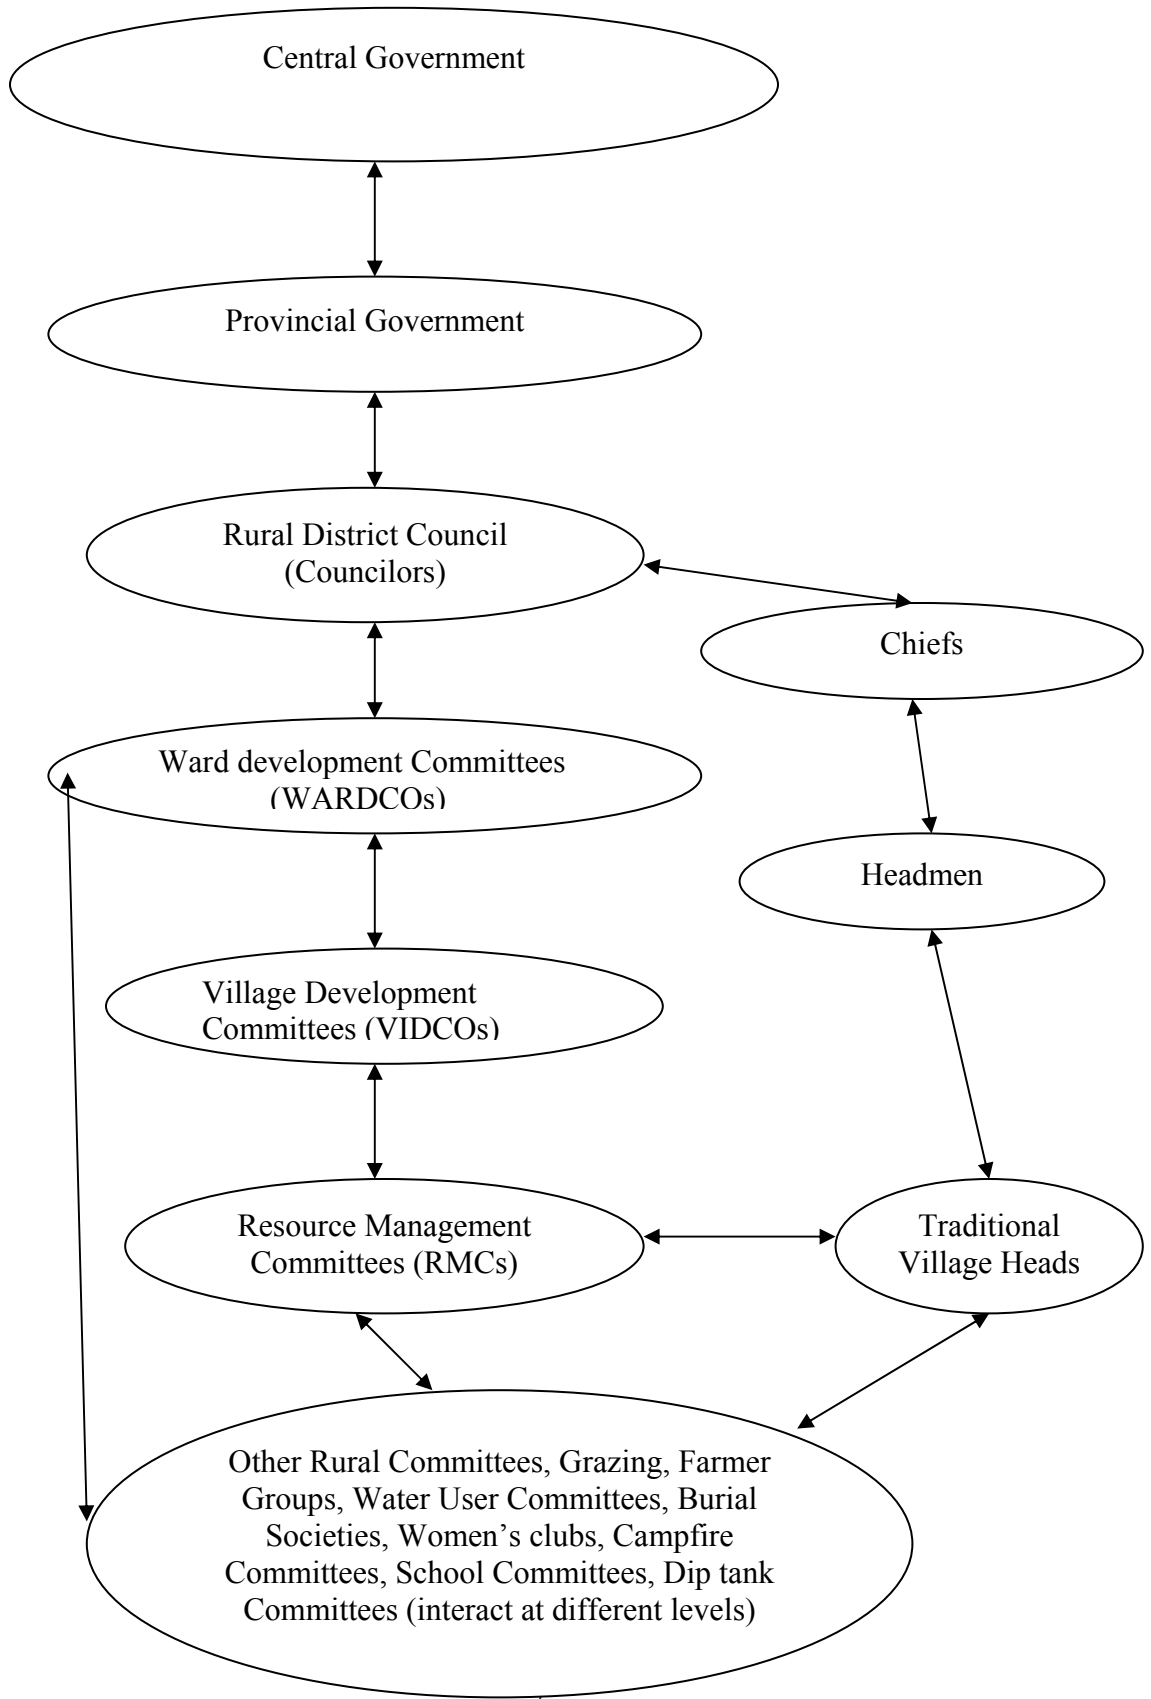 Central Government
Provincial Government
Rural District Council
(Councilors)
Chiefs
Ward development Committees
(WARDCOs)
Headmen
Village Development
Committees (VIDCOs)
Resource Management
Committees (RMCs)
Traditional
Village Heads
Other Rural Committees, Grazing, Farmer
Groups, Water User Committees, Burial
Societies, Women’s clubs, Campfire
Committees, School Committees, Dip tank
Committees (interact at different levels)